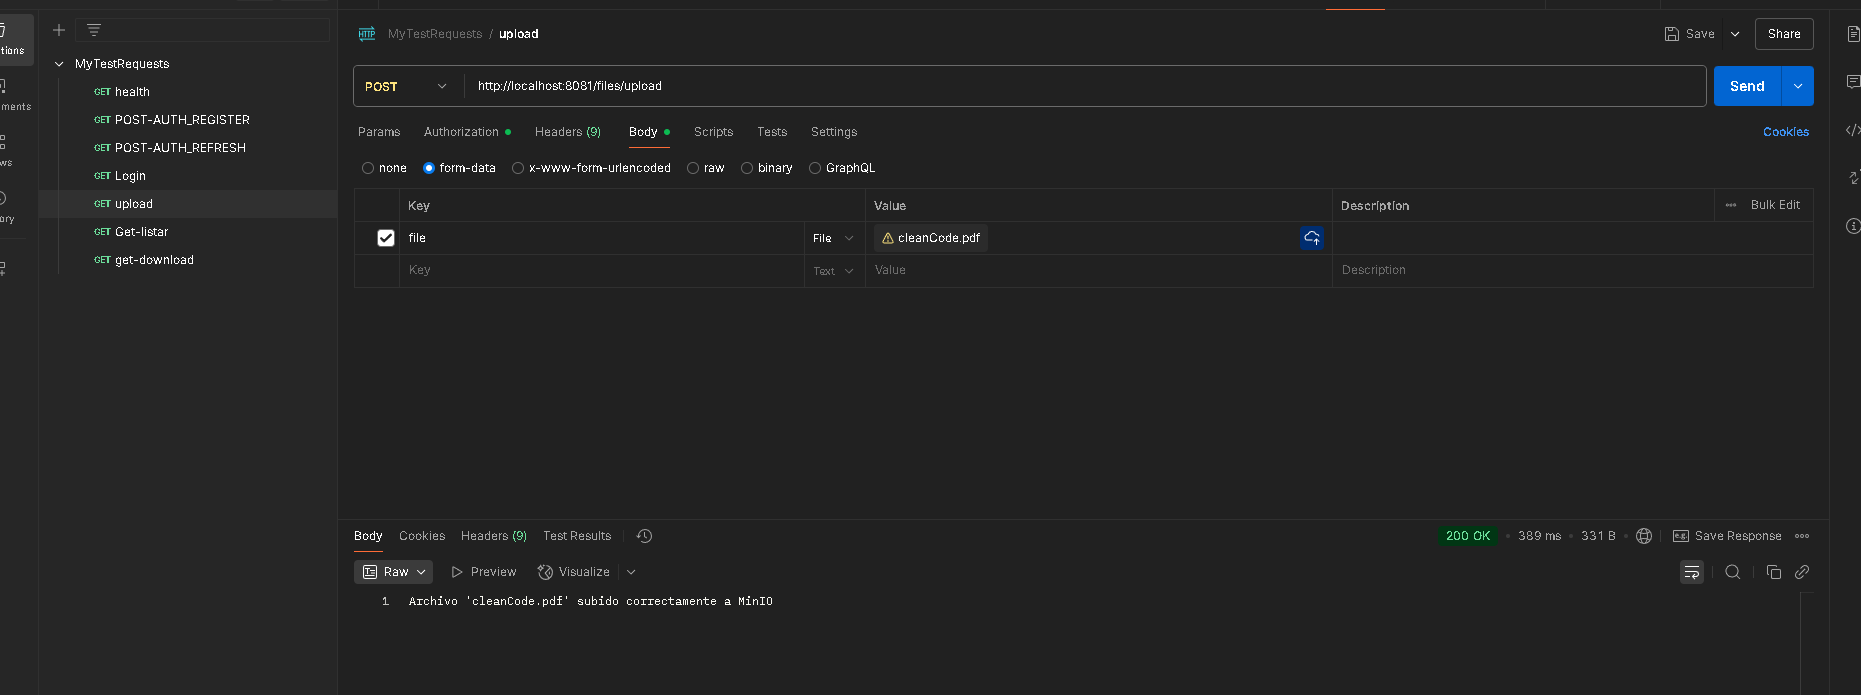 MyTestRequests / upload
Save
Share
tions
ments
ws
ory
MyTestRequests
GET health
GET POST-AUTH_REGISTER
GET POST-AUTH_REFRESH
GET Login
GET upload
GET Get-listar
GET get-download
HTTP
POST http://localhost:8081/files/upload Send
Params Authorization Headers (9) Body Scripts Tests Settings Cookies
none form-data x-www-form-urlencoded raw binary GraphQL
Key Value Description Bulk Edit
file File cleanCode.pdf
Key Text Value Description
Body Cookies Headers (9) Test Results 200 OK 389 ms 331 B e.g. Save Response
Raw Preview Visualize
1 Archivo 'cleanCode.pdf' subido correctamente a MinIO